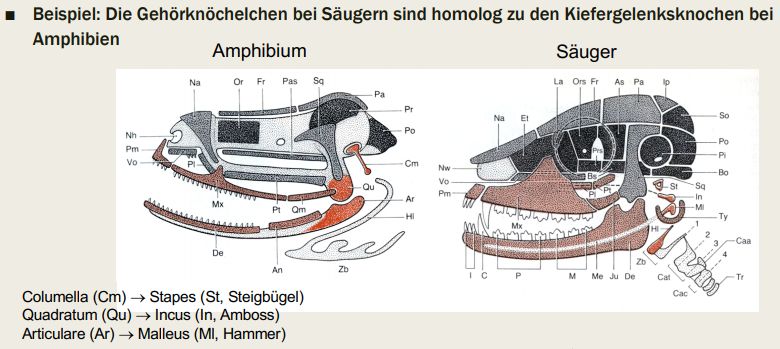 ■ Beispiel: Die Gehörknöchelchen bei Säugern sind homolog zu den Kiefergelenksknochen bei
Amphibien
Amphibium
Säuger
Na Or Fr Pas Sq
Pa
Pr
Po
Cm
Qu
Ar
Hl
Nh
Pm
Vo
Pl
Mx
Pt
Qm
De
An
Zb
La Ors Fr As Pa Ip
Na
Et
So
Po
Pi
Bo
Prs
Bs
Pt
Pt
Pl
Nw
Vo
Pm
St
Sq
In
Ml
Ty
Hl
1
2
3
4
Caa
Mx
Zb
Cat
Cac
Tr
I C P M Me Ju De
Columella (Cm) → Stapes (St, Steigbügel)
Quadratum (Qu) → Incus (In, Amboss)
Articulare (Ar) → Malleus (Ml, Hammer)